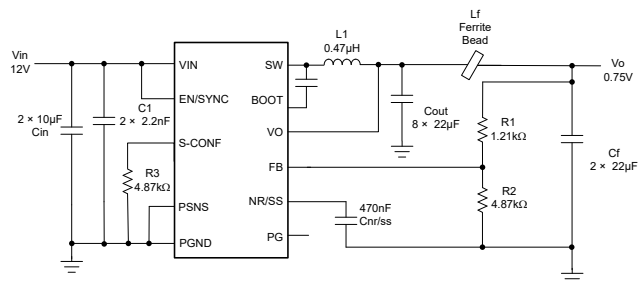 Lf
Ferrite
Bead
L1
0.47µH
Vin
12V
VIN
SW
Vo
0.75V
EN/SYNC
BOOT
C1
2 × 2.2nF
2 × 10µF
Cin
Cout
8 × 22µF
R1
1.21kΩ
VO
S-CONF
Cf
2 × 22µF
FB
R3
4.87kΩ
R2
4.87kΩ
PSNS
NR/SS
470nF
Cnr/ss
PG
PGND